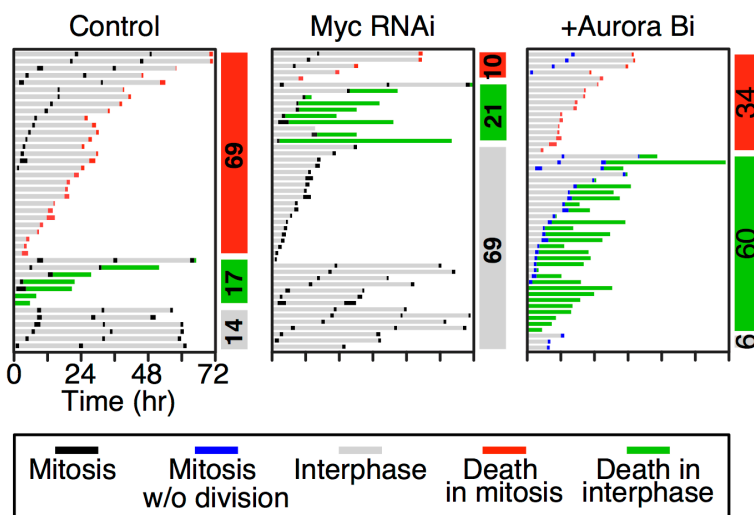 Control
Myc RNAi
+Aurora Bi
69
17
14
10
21
69
34
60
6
0 24 48 72
Time (hr)
Mitosis
Mitosis
w/o division
Interphase
Death
in mitosis
Death in
interphase